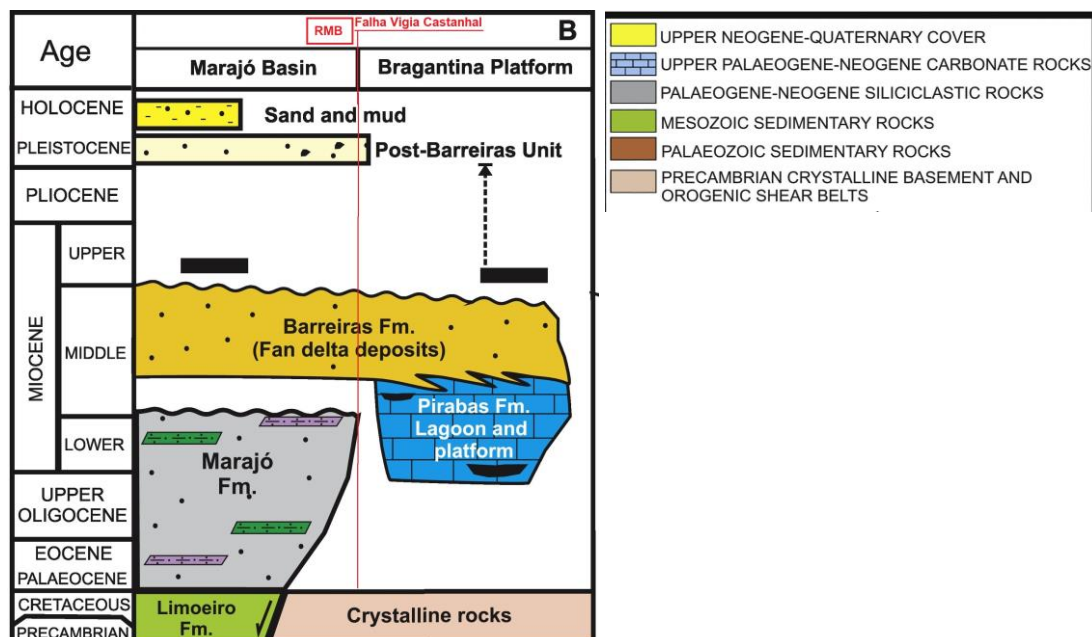 Age
RMB
Falha Vigia Castanhal
B
Marajó Basin
Bragantina Platform
HOLOCENE
Sand and mud
PLEISTOCENE
Post-Barreiras Unit
PLIOCENE
MIOCENE
UPPER
MIDDLE
LOWER
Barreiras Fm.
(Fan delta deposits)
Pirabas Fm.
Lagoon and
platform
Marajó
Fm.
UPPER
OLIGOCENE
EOCENE
PALAEOCENE
CRETACEOUS
PRECAMBRIAN
Limoeiro
Fm.
Crystalline rocks
UPPER NEOGENE-QUATERNARY COVER
UPPER PALAEOGENE-NEOGENE CARBONATE ROCKS
PALAEOGENE-NEOGENE SILICICLASTIC ROCKS
MESOZOIC SEDIMENTARY ROCKS
PALAEOZOIC SEDIMENTARY ROCKS
PRECAMBRIAN CRYSTALLINE BASEMENT AND
OROGENIC SHEAR BELTS